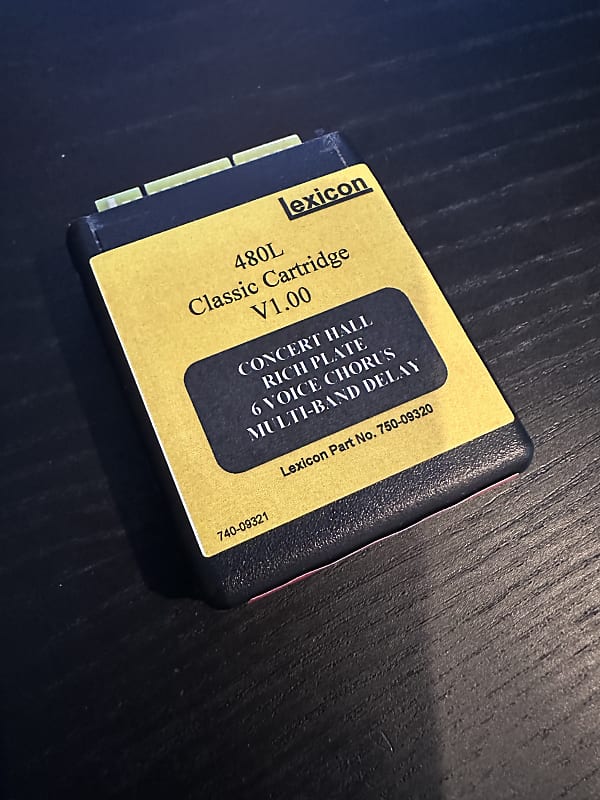 lexicon
480L
Classic Cartridge
V1.00
CONCERT HALL
RICH PLATE
6 VOICE CHORUS
MULTI-BAND DELAY
Lexicon Part No. 750-09320
740-09321